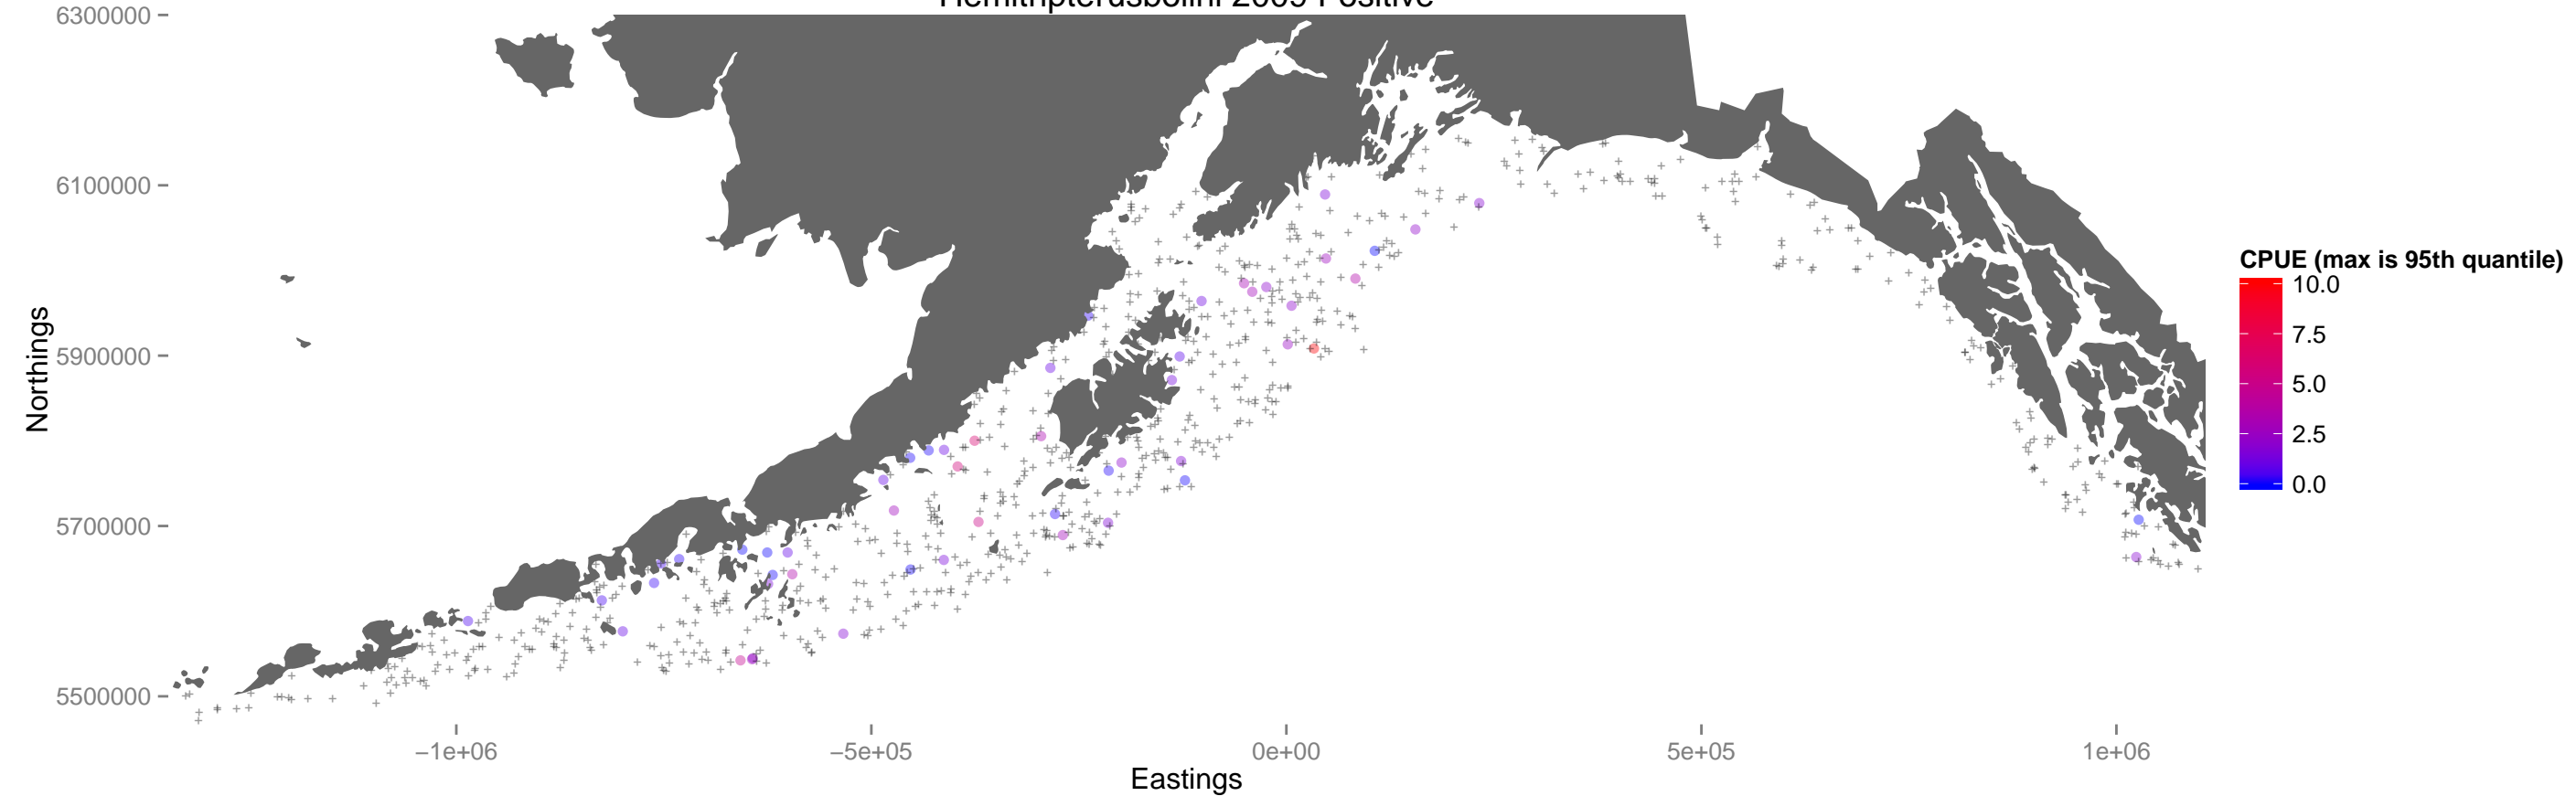 Hemitripterusbolini 2009 Positive
6300000
6100000
5900000
5700000
5500000
Northings
−1e+06
−5e+05
0e+00
5e+05
1e+06
Eastings
CPUE (max is 95th quantile)
10.0
7.5
5.0
2.5
0.0